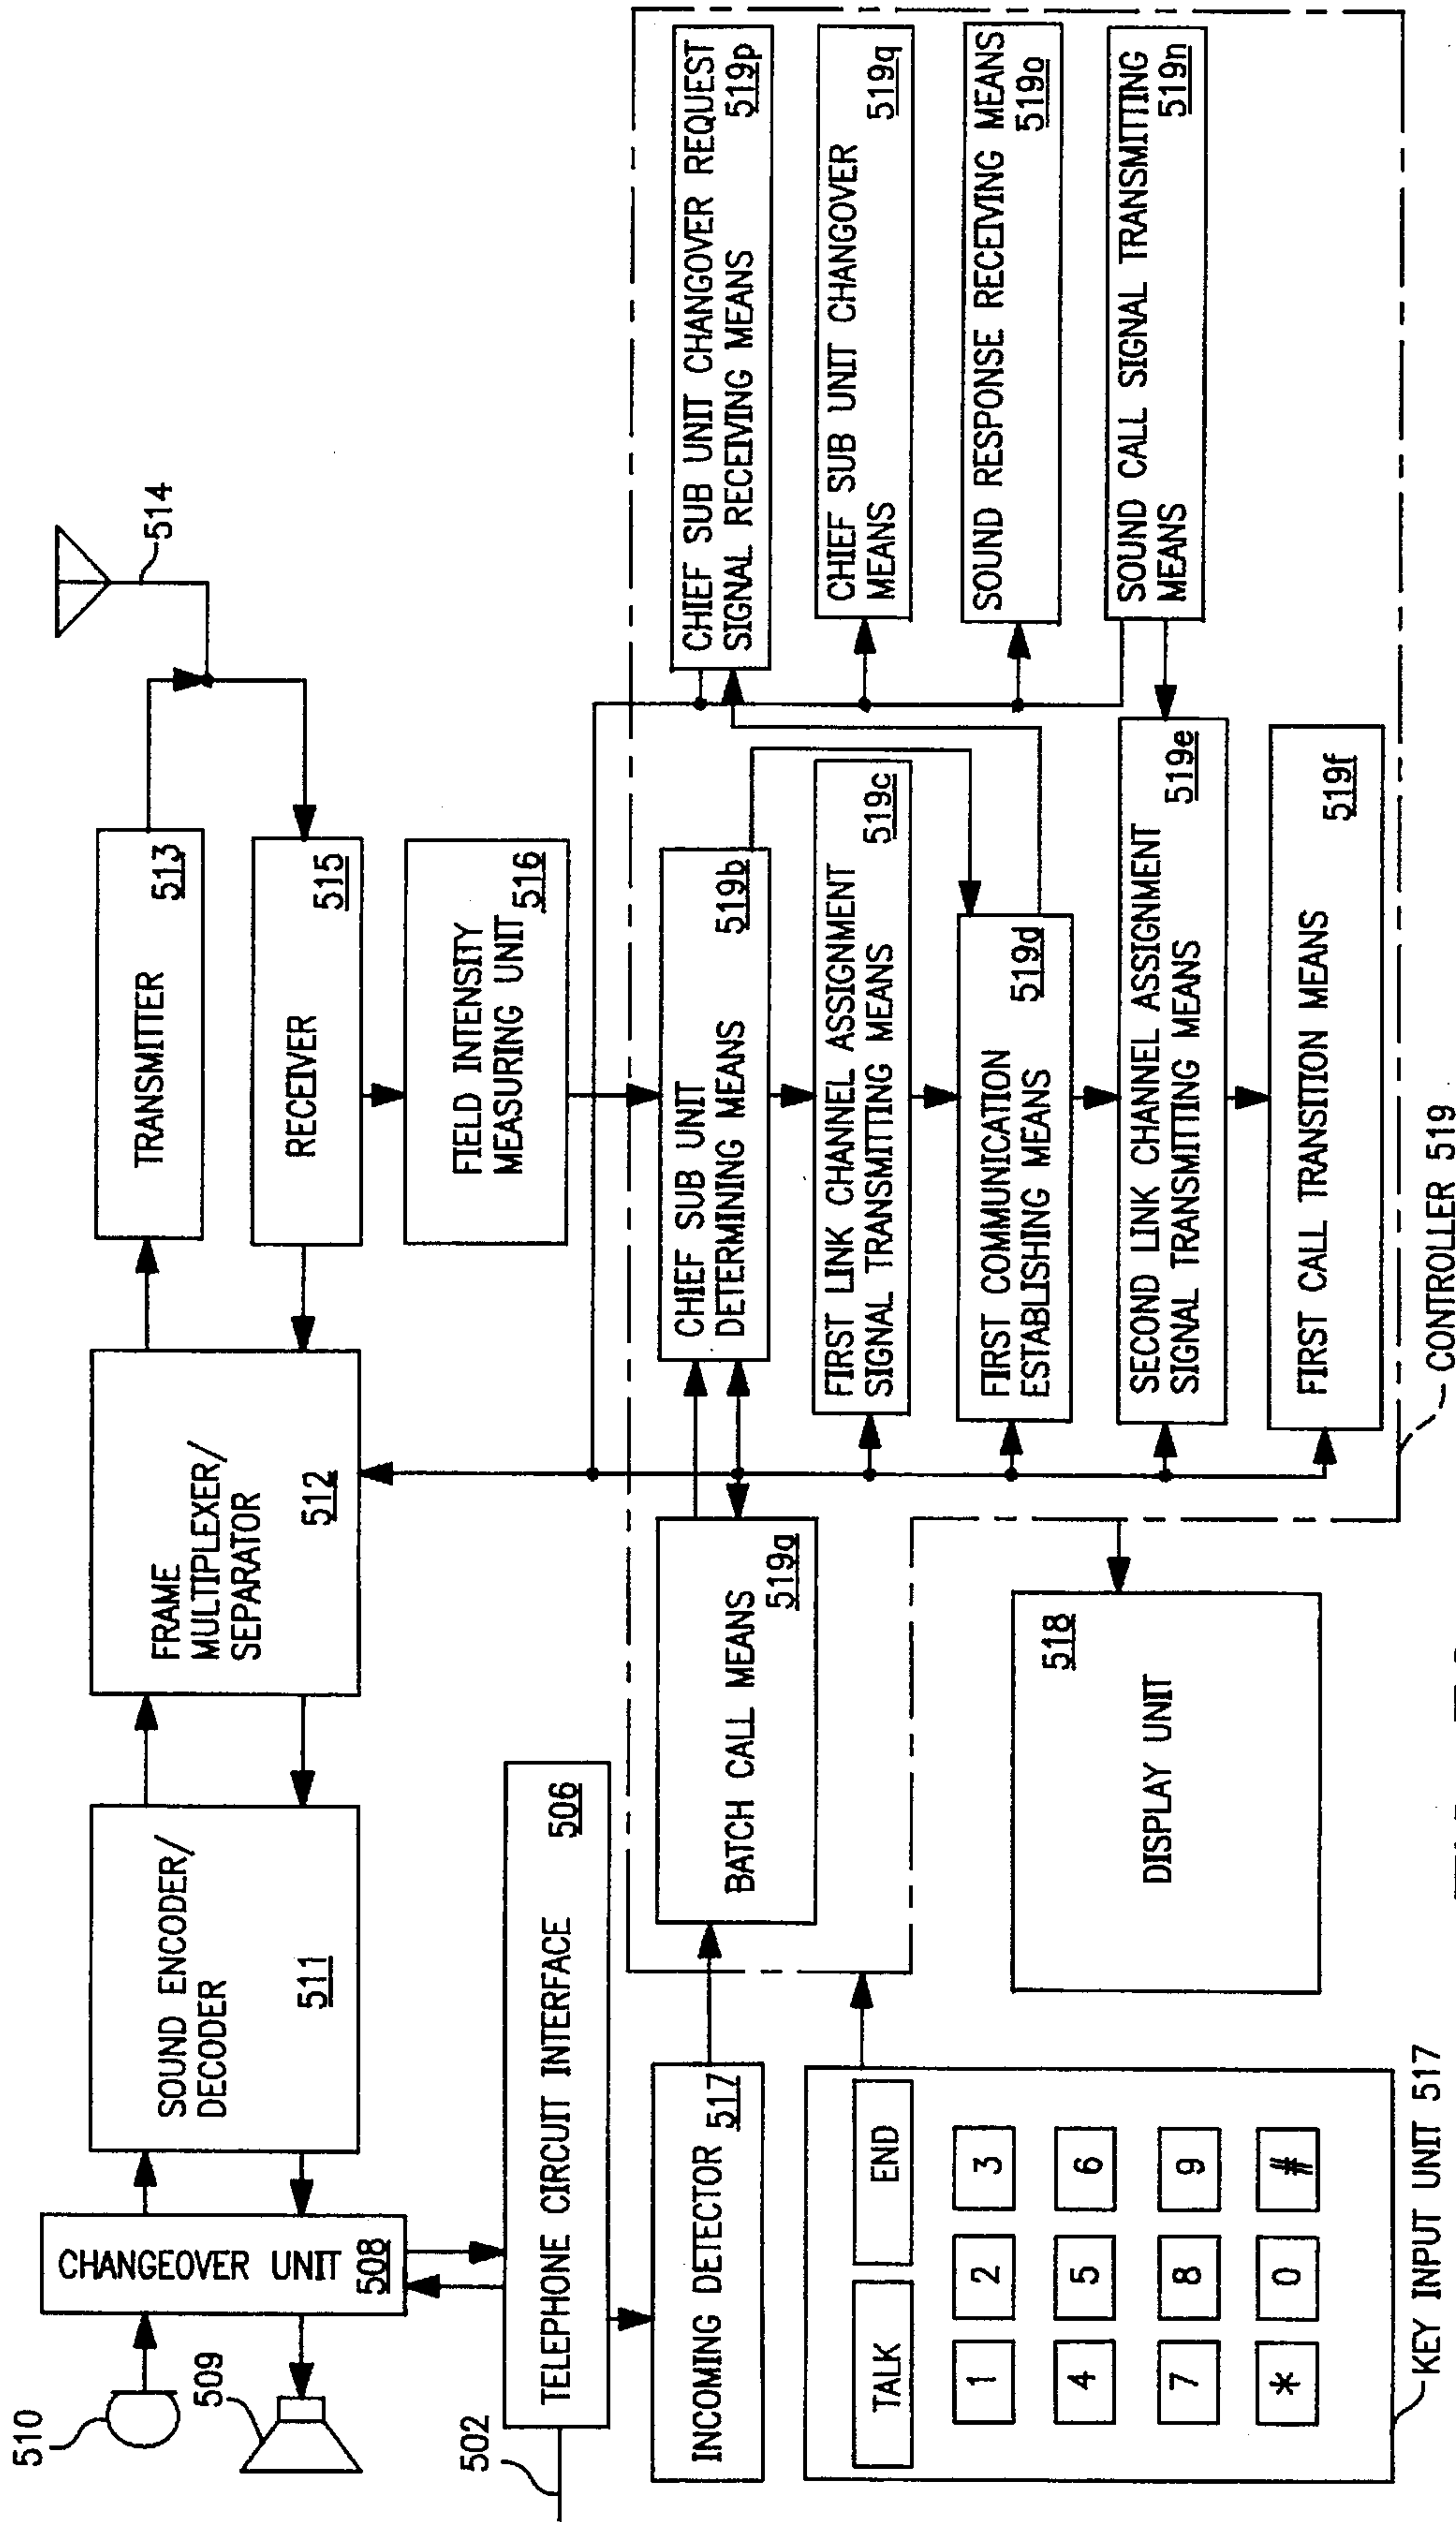 510
509
CHANGEOVER UNIT
508
SOUND ENCODER/
DECODER
511
FRAME
MULTIPLEXER/
SEPARATOR
512
TRANSMITTER
513
514
RECEIVER
515
FIELD INTENSITY
MEASURING UNIT
516
502
TELEPHONE CIRCUIT INTERFACE
506
INCOMING DETECTOR
517
BATCH CALL MEANS
519a
CHIEF SUB UNIT
DETERMINING MEANS
519b
FIRST LINK CHANNEL ASSIGNMENT
SIGNAL TRANSMITTING MEANS
519c
FIRST COMMUNICATION
ESTABLISHING MEANS
519d
SECOND LINK CHANNEL ASSIGNMENT
SIGNAL TRANSMITTING MEANS
519e
FIRST CALL TRANSITION MEANS
519f
CHIEF SUB UNIT CHANGOVER REQUEST
SIGNAL RECEIVING MEANS
519p
CHIEF SUB UNIT CHANGOVER
MEANS
519q
SOUND RESPONSE RECEIVING MEANS
519o
SOUND CALL SIGNAL TRANSMITTING
MEANS
519n
TALK
END
1 2 3
4 5 6
7 8 9
* 0 #
KEY INPUT UNIT 517
DISPLAY UNIT
518
CONTROLLER 519